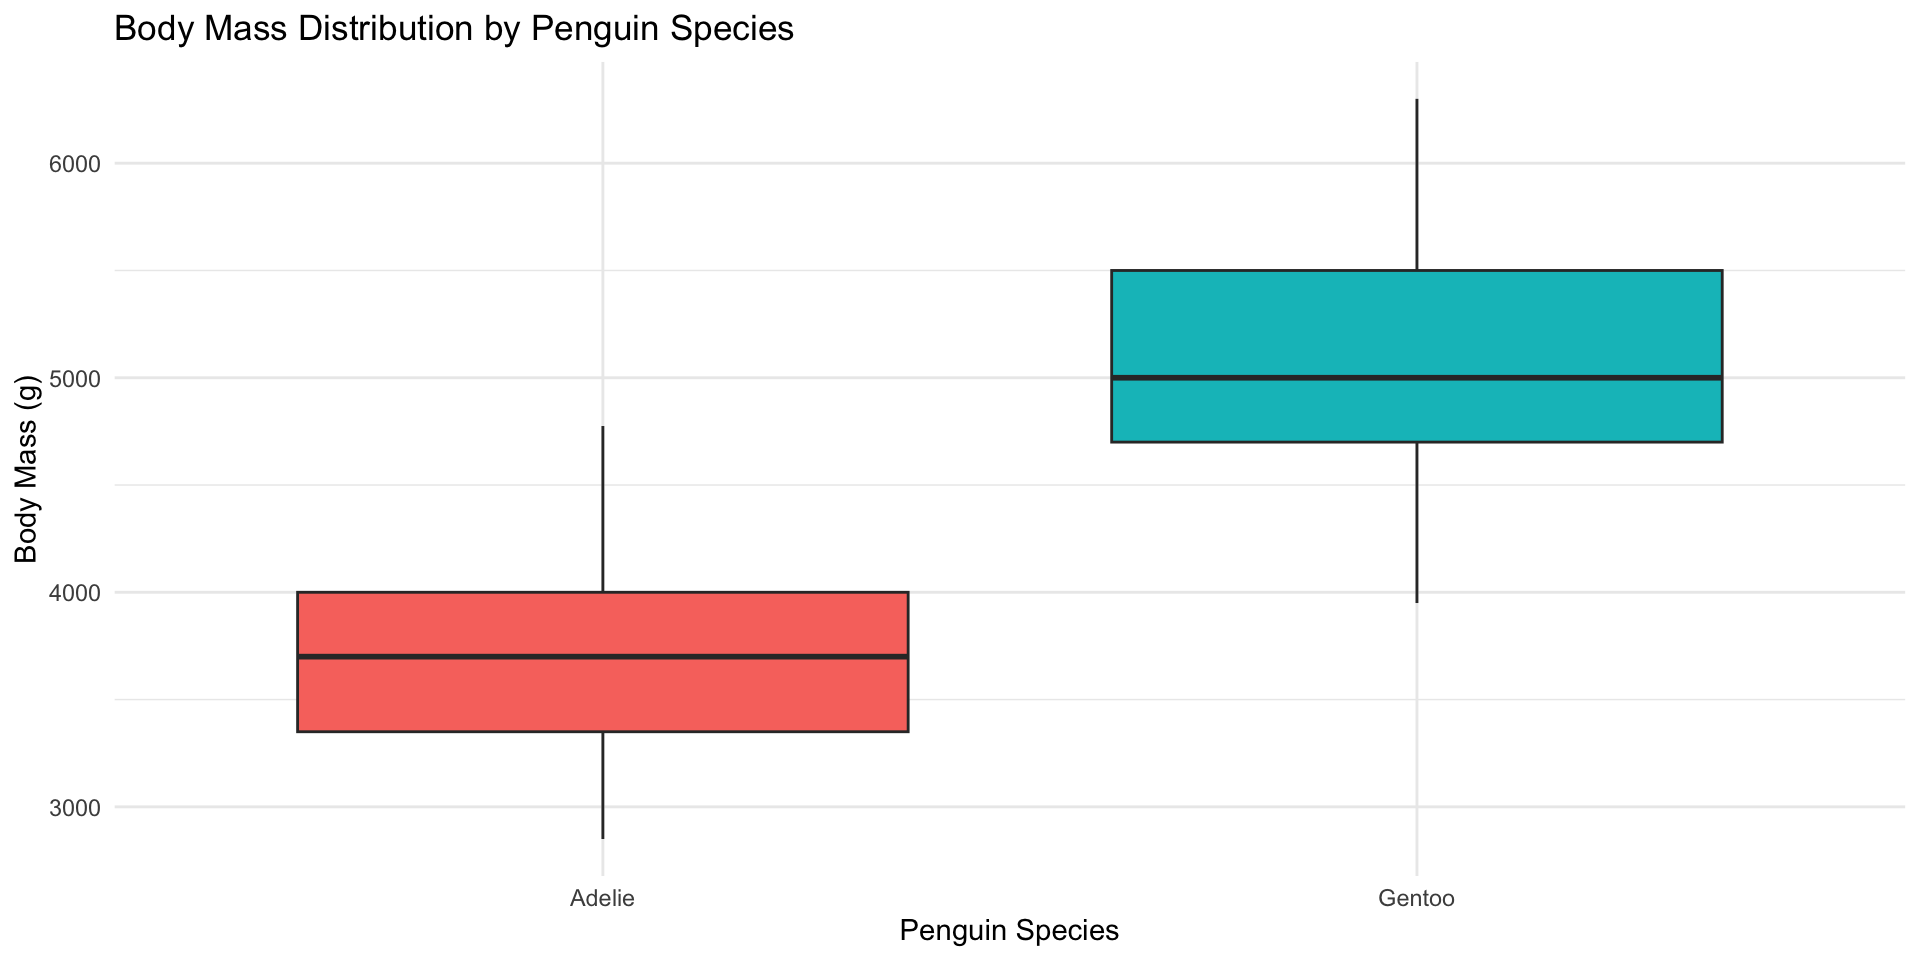 Body Mass Distribution by Penguin Species
Body Mass (g)
6000
5000
4000
3000
Adelie
Gentoo
Penguin Species